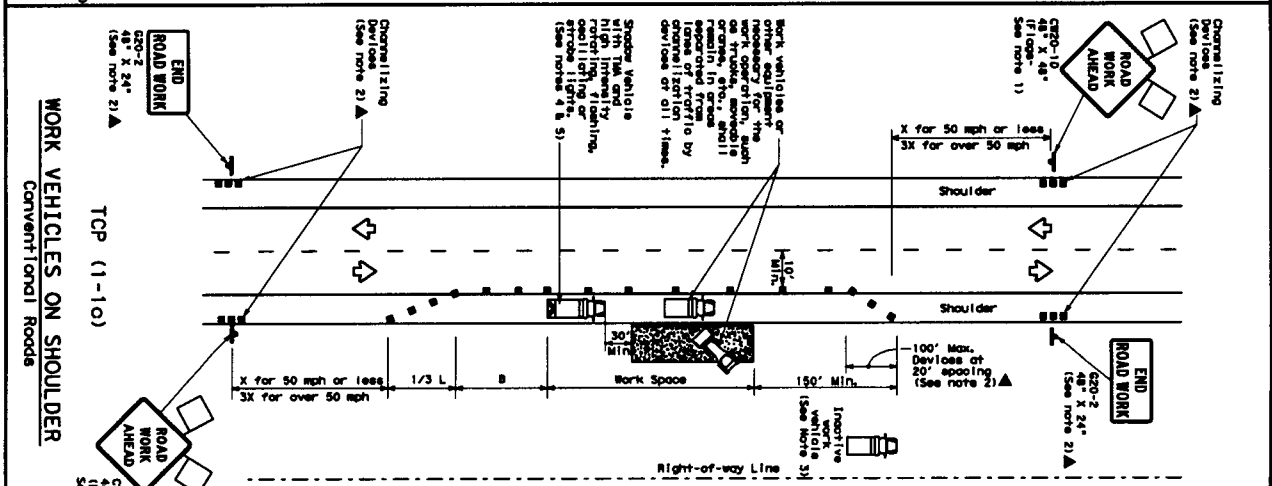 Channelizing
Devices
(See note 2)▲
CW20-1D
48" X 48"
(Flags-
See note 1)
ROAD
WORK
AHEAD
Work vehicles or
other equipment
necessary for the
work operation, such
as trucks, moveable
cranes, etc., shall
remain in areas
separated from
lanes of traffic by
channelization
devices at all times.
Shadow Vehicle
with TMA and
high intensity
rotating, flashing,
oscillating or
strobe lights.
(See notes 4 & 5)
Channelizing
Devices
(See note 2)▲
END
ROAD WORK
G20-2
48" X 24"
(See note 2)▲
X for 50 mph or less
3X for over 50 mph
Shoulder
10'
Min.
Shoulder
30'
Min.
X for 50 mph or less
3X for over 50 mph
1/3 L
B
Work Space
150' Min.
100' Max.
Devices at
20' spacing
(See note 2)▲
END
ROAD WORK
G20-2
48" X 24"
(See note 2)▲
Inactive
work
vehicle
(See Note 3)
ROAD
WORK
AHEAD
Right-of-way Line
TCP (1-1c)
WORK VEHICLES ON SHOULDER
Conventional Roads